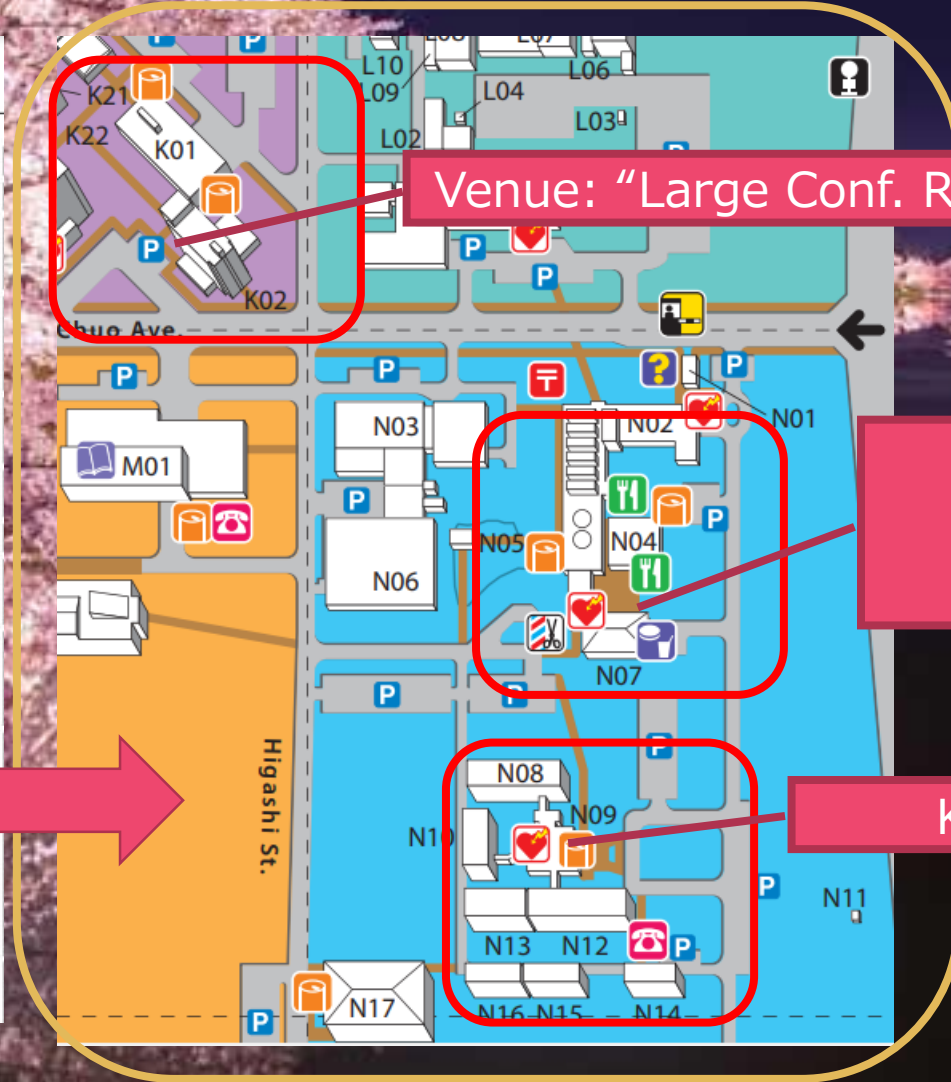 L10
L09
L07
L06
K21
L04
L03
K22
K01
L02
Venue: “Large Conf. R
P
P
P
K02
Chuo Ave.
P
P
〒
?
P
N01
N03
N02
M01
P
P
N05
N04
N06
N07
P
P
P
Higashi St.
N08
N09
N10
K
P
N11
N13
N12
P
N17
N16
N15
N14
P